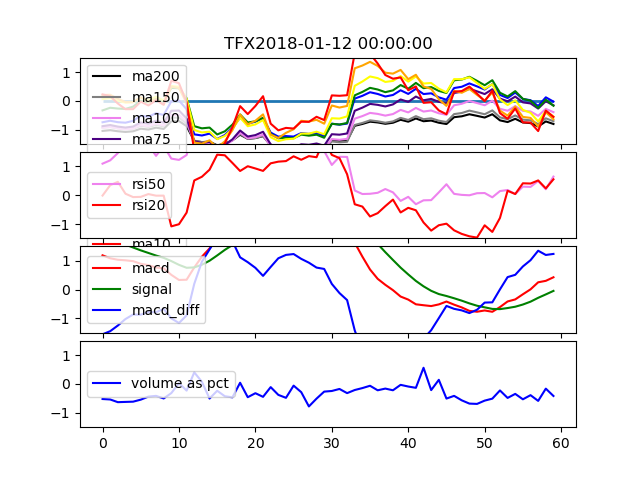 TFX2018-01-12 00:00:00
1
0
−1
ma200
ma150
ma100
ma75
ma10
1
0
−1
rsi50
rsi20
1
0
−1
macd
signal
macd_diff
1
0
−1
volume as pct
0 10 20 30 40 50 60